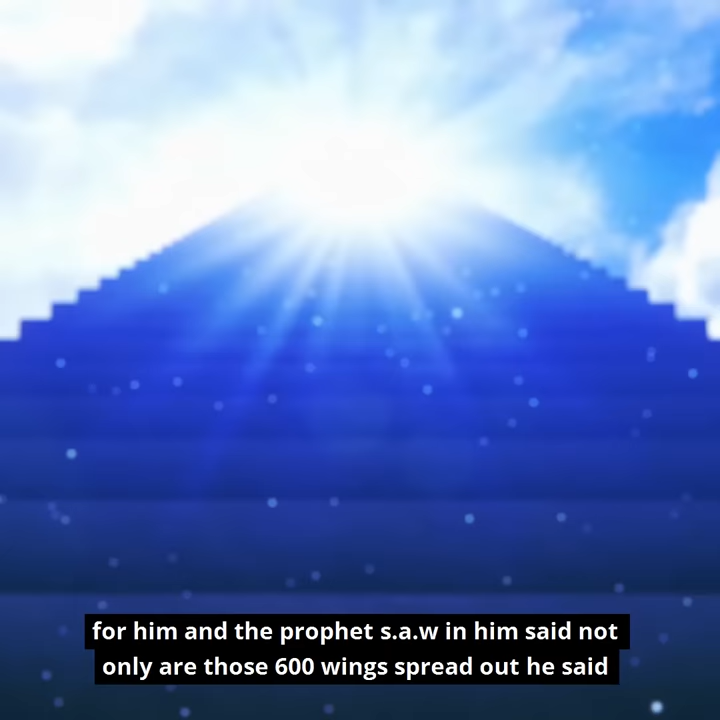 for him and the prophet s.a.w in him said not
only are those 600 wings spread out he said